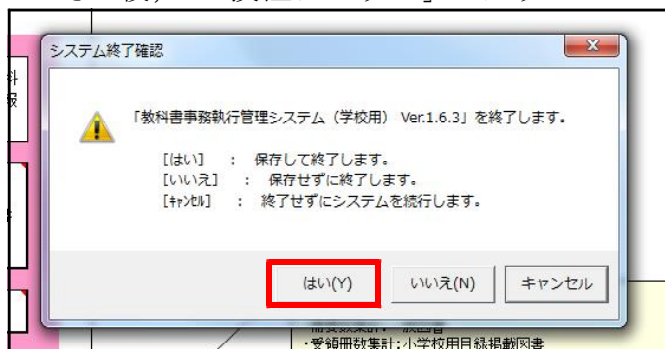 システム終了確認
「教科書事務執行管理システム（学校用） Ver.1.6.3」を終了します。
[はい] ： 保存して終了します。
[いいえ] ： 保存せずに終了します。
[ｷｬﾝｾﾙ] ： 終了せずにシステムを続行します。
はい(Y)
いいえ(N)
キャンセル
・受領冊数集計：小学校用目録掲載図書